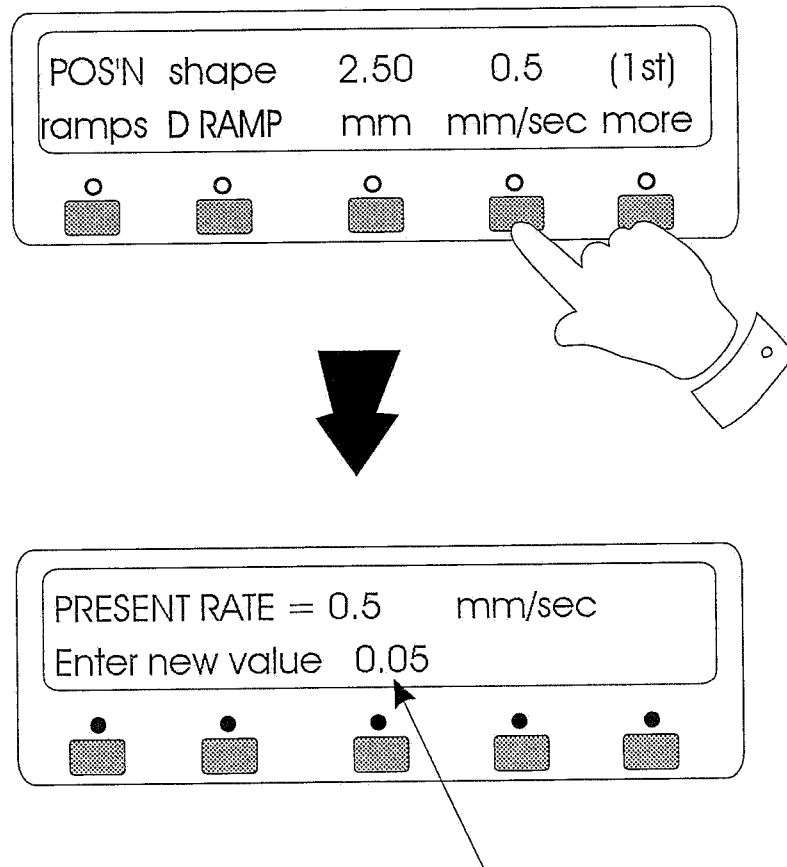 POS'N shape 2.50 0.5 (1st)
ramps D RAMP mm mm/sec more
PRESENT RATE = 0.5 mm/sec
Enter new value 0.05